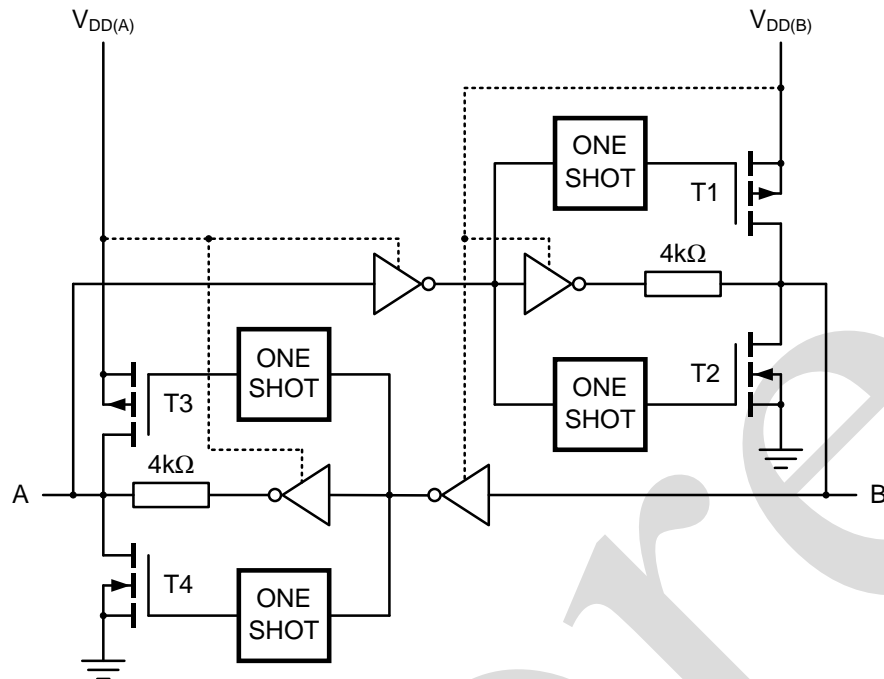 VDD(A)
VDD(B)
ONE
SHOT
T1
4kΩ
ONE
SHOT
T3
ONE
SHOT
T2
4kΩ
A
B
T4
ONE
SHOT